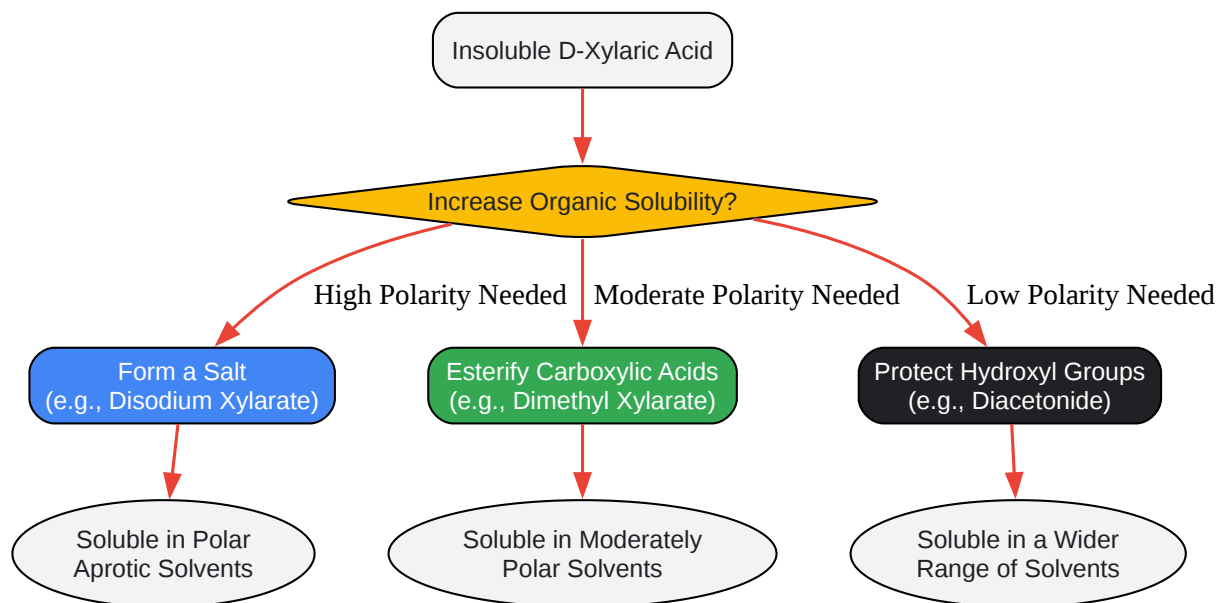 Insoluble D-Xylaric Acid
Increase Organic Solubility?
High Polarity Needed
Moderate Polarity Needed
Low Polarity Needed
Form a Salt
(e.g., Disodium Xylarate)
Esterify Carboxylic Acids
(e.g., Dimethyl Xylarate)
Protect Hydroxyl Groups
(e.g., Diacetonide)
Soluble in Polar
Aprotic Solvents
Soluble in Moderately
Polar Solvents
Soluble in a Wider
Range of Solvents